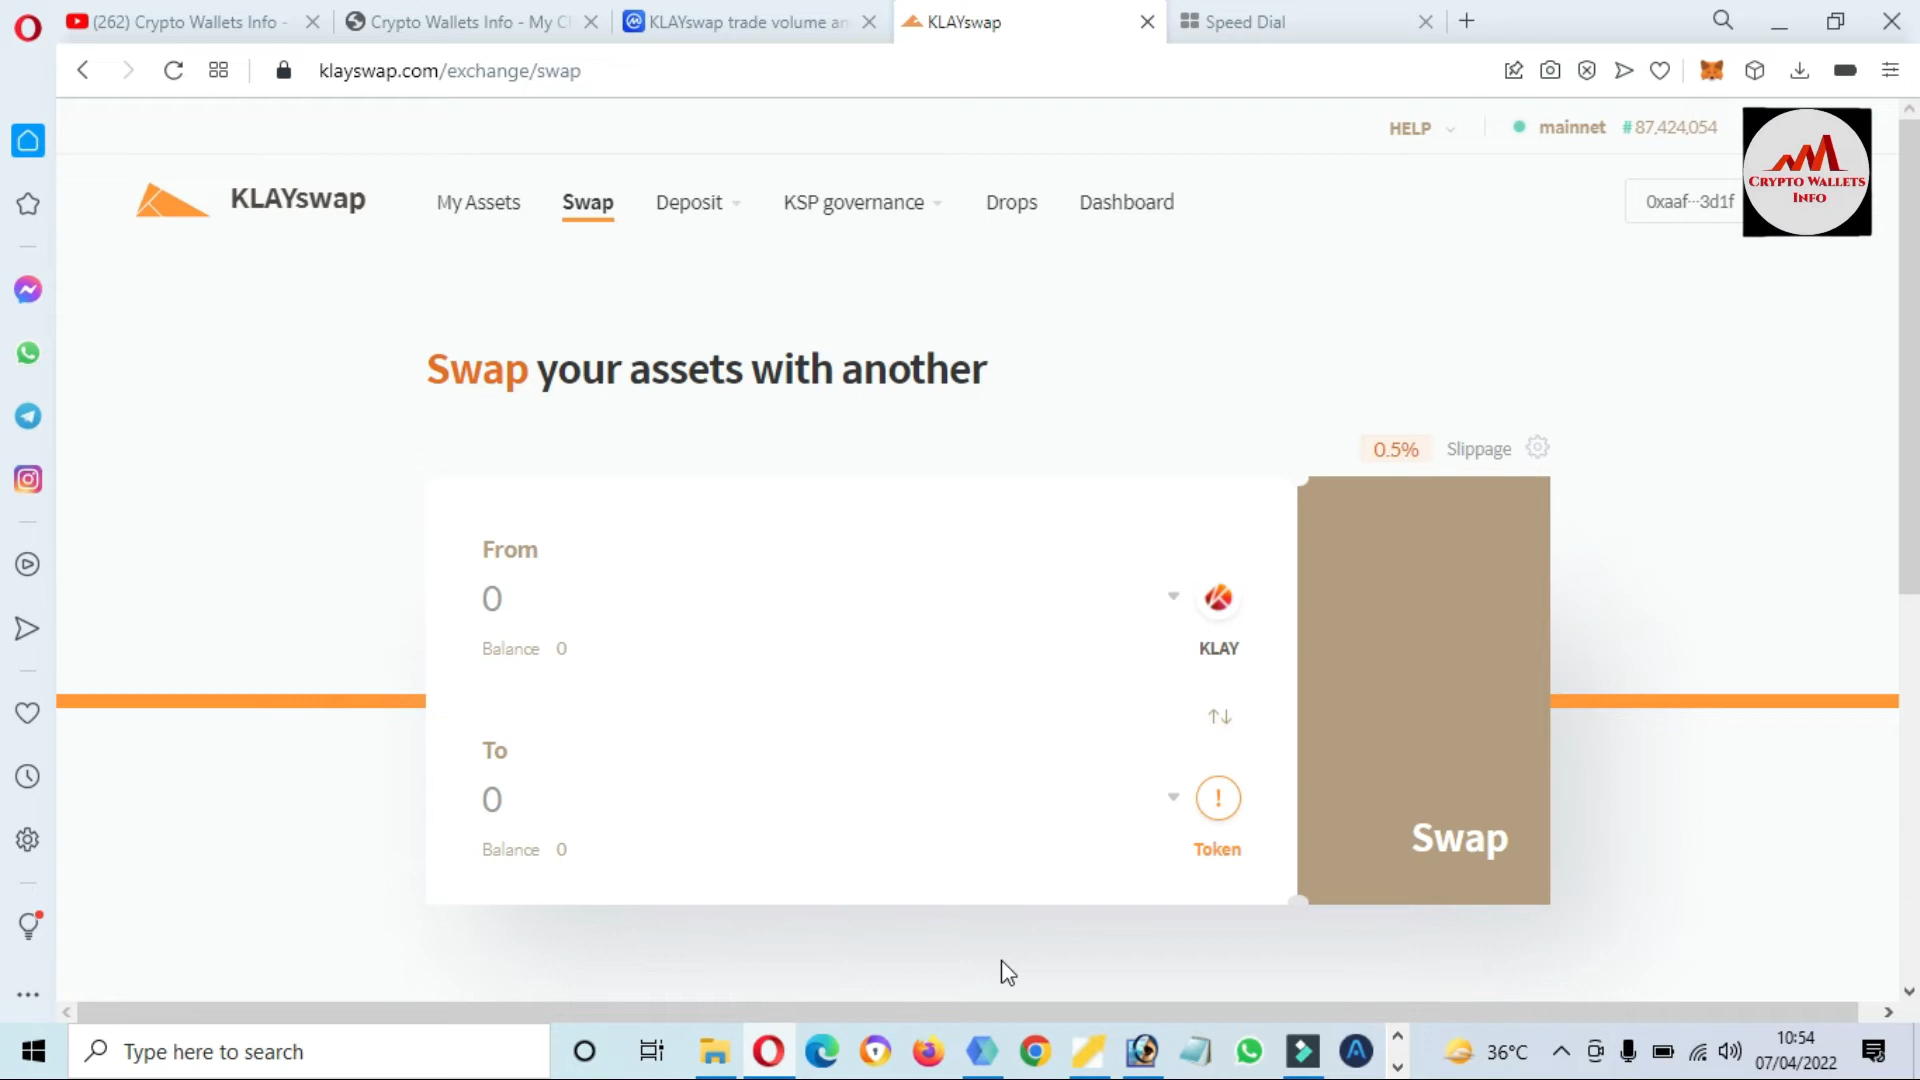 (262) Crypto Wallets Info -
Crypto Wallets Info - My C
KLAYswap trade volume an
KLAYswap
Speed Dial
klayswap.com/exchange/swap
HELP
mainnet
#87,424,054
CRYPTO WALLETS
INFO
KLAYswap
My Assets
Swap
Deposit
KSP governance
Drops
Dashboard
0xaaf···3d1f
Swap your assets with another
0.5%
Slippage
From
0
Balance 0
KLAY
To
0
Balance 0
Token
Swap
Type here to search
36°C
10:54
07/04/2022